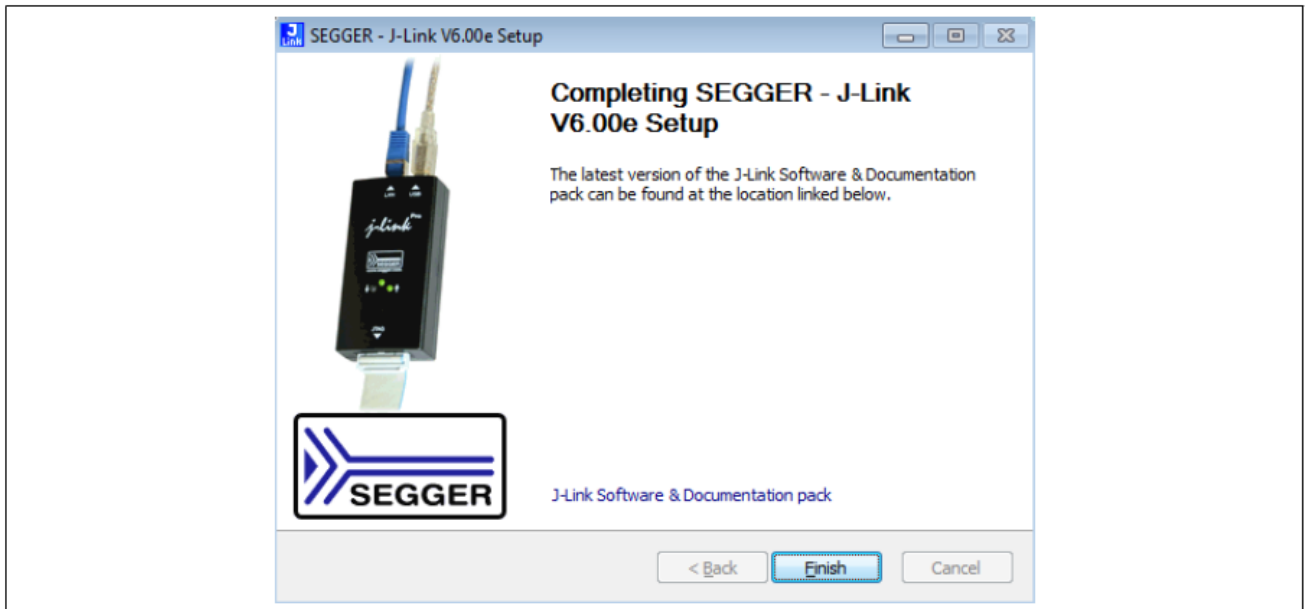 SEGGER - J-Link V6.00e Setup
Completing SEGGER - J-Link
V6.00e Setup
The latest version of the J-Link Software & Documentation
pack can be found at the location linked below.
j-link
SEGGER
J-Link Software & Documentation pack
< Back
Finish
Cancel